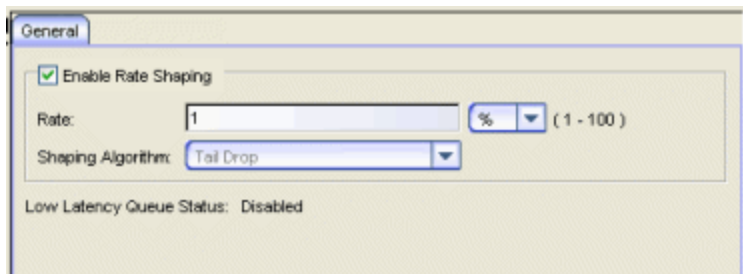 General
Enable Rate Shaping
Rate: 1 % ( 1 - 100 )
Shaping Algorithm: Tail Drop
Low Latency Queue Status: Disabled